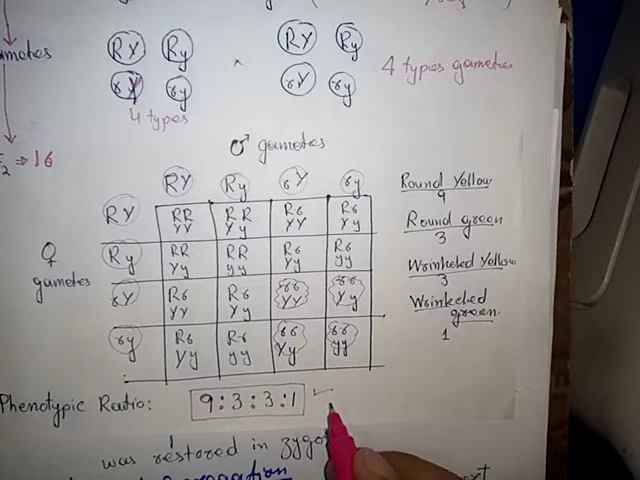 RY Ry × RY Ry
rY ry rY ry
4 types gametes
4 types
F2 ⇒ 16
♂ gametes
RY Ry rY ry
RY RR YY RR Yy Rr YY Rr Yy
♀ gametes
Ry RR Yy RR yy Rr Yy Rr yy
rY Rr YY Rr Yy rr YY rr Yy
ry Rr Yy Rr yy rr Yy rr yy
Round Yellow
9
Round green
3
Wrinkeled Yellow
3
Wrinkeled
green
1
Phenotypic Ratio: 9:3:3:1
was restored in